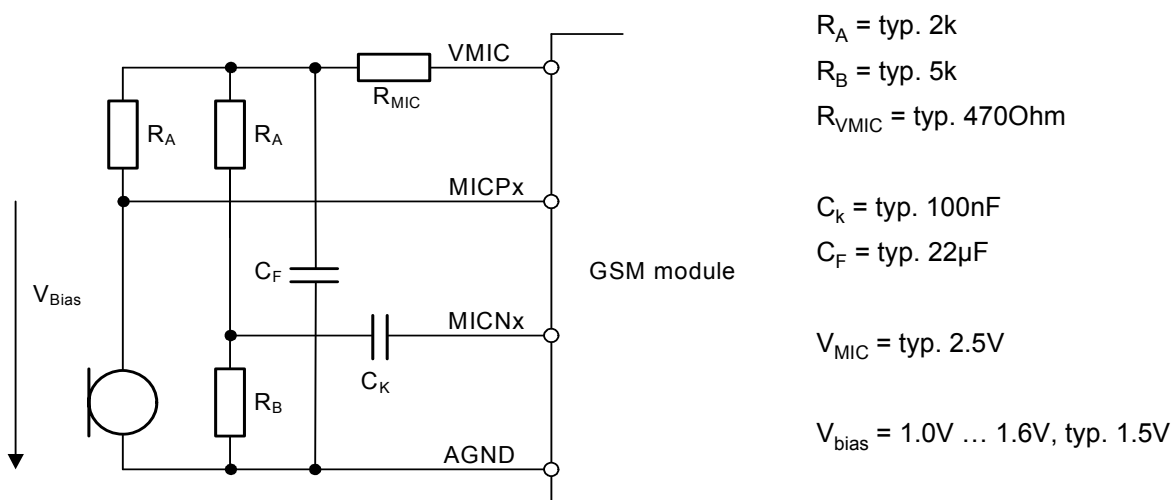 VMIC
R_MIC
R_A
R_A
MICPx
C_F
GSM module
V_Bias
MICNx
C_K
R_B
AGND
R_A = typ. 2k
R_B = typ. 5k
R_VMIC = typ. 470Ohm
C_k = typ. 100nF
C_F = typ. 22µF
V_MIC = typ. 2.5V
V_bias = 1.0V … 1.6V, typ. 1.5V